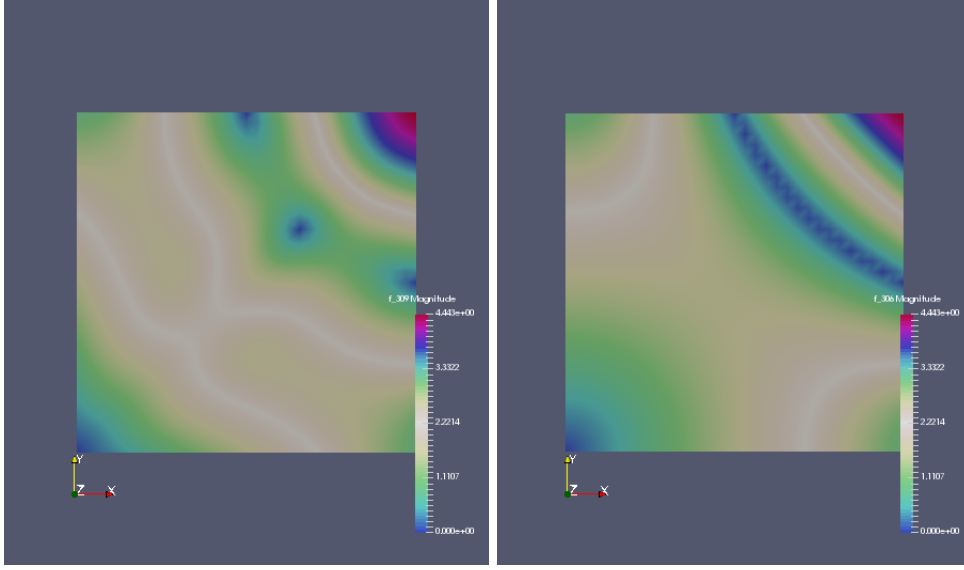 f_309 Magnitude
4.443e+00
3.3322
2.2214
1.1107
0.000e+00
Y
Z
X
f_306 Magnitude
4.443e+00
3.3322
2.2214
1.1107
0.000e+00
Y
Z
X